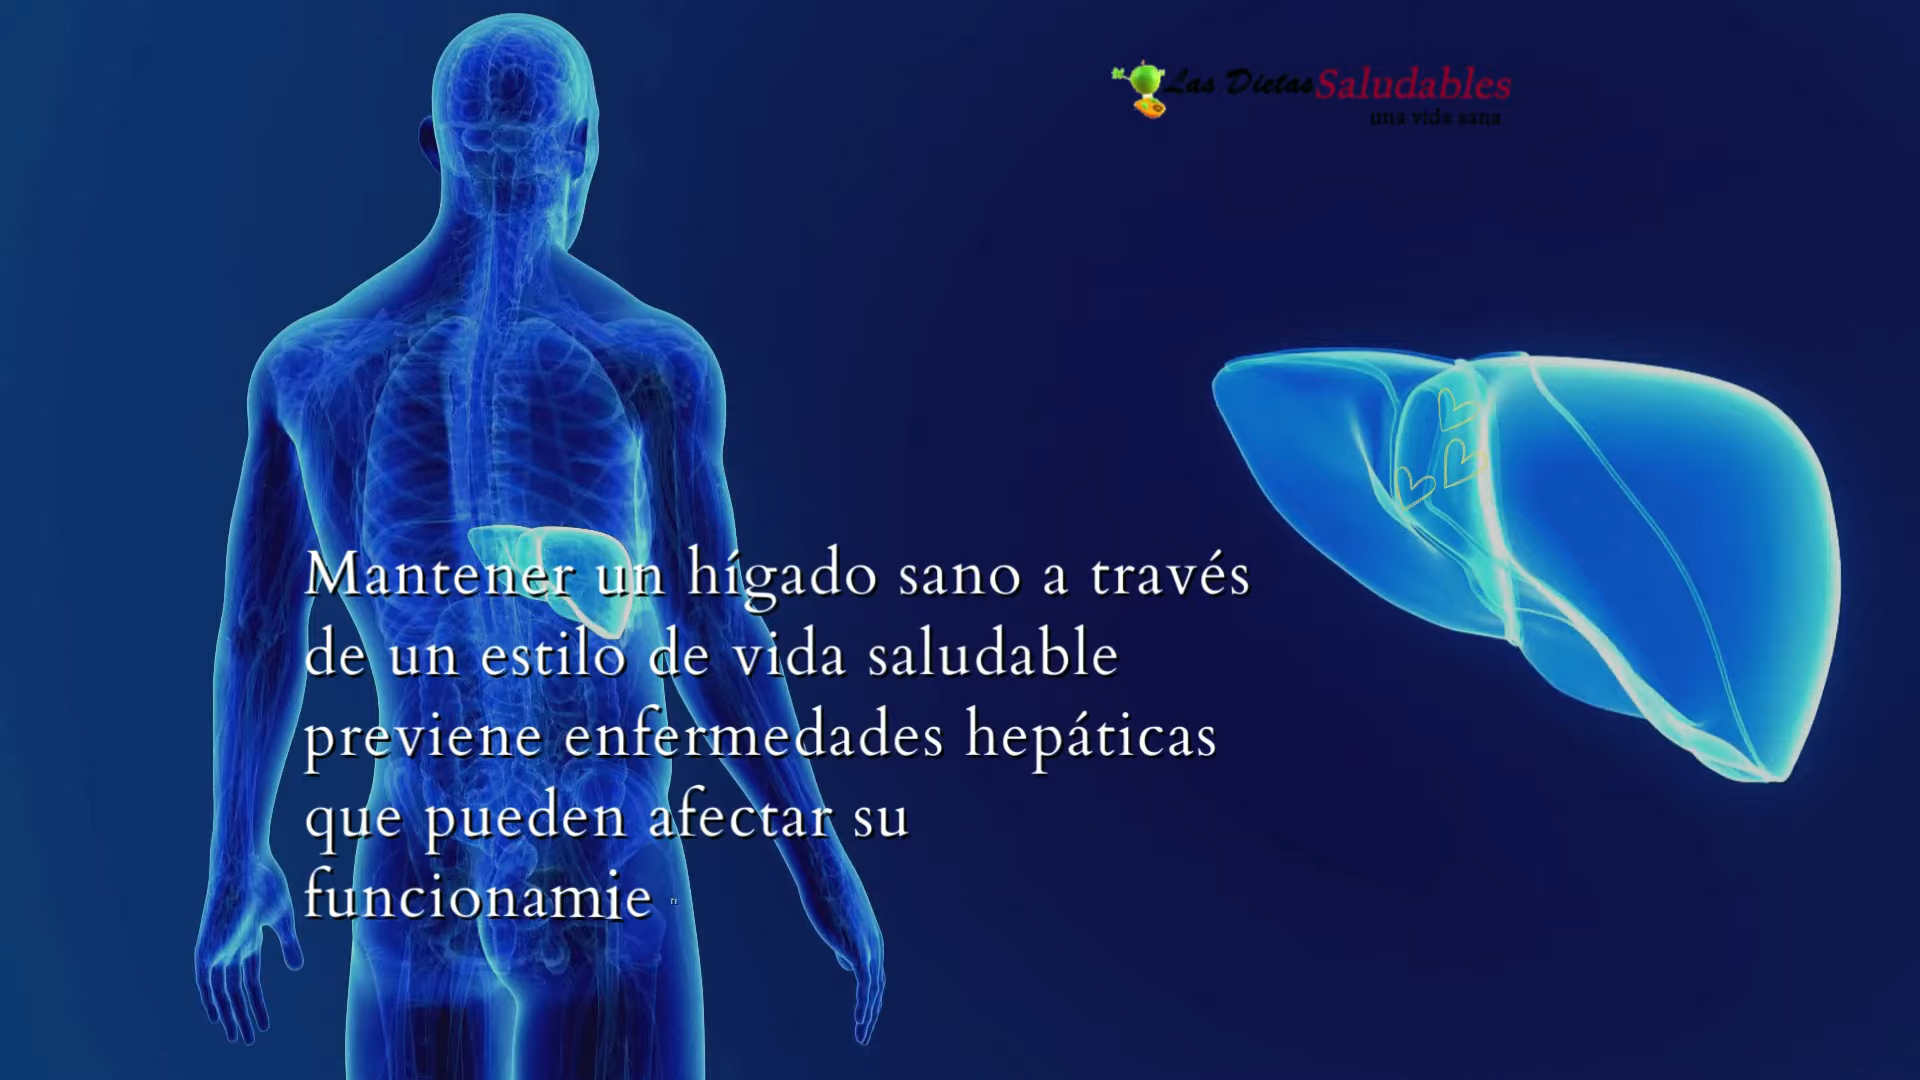 Las Dietas Saludables
una vida sana
Mantener un hígado sano a través
de un estilo de vida saludable
previene enfermedades hepáticas
que pueden afectar su
funcionamie